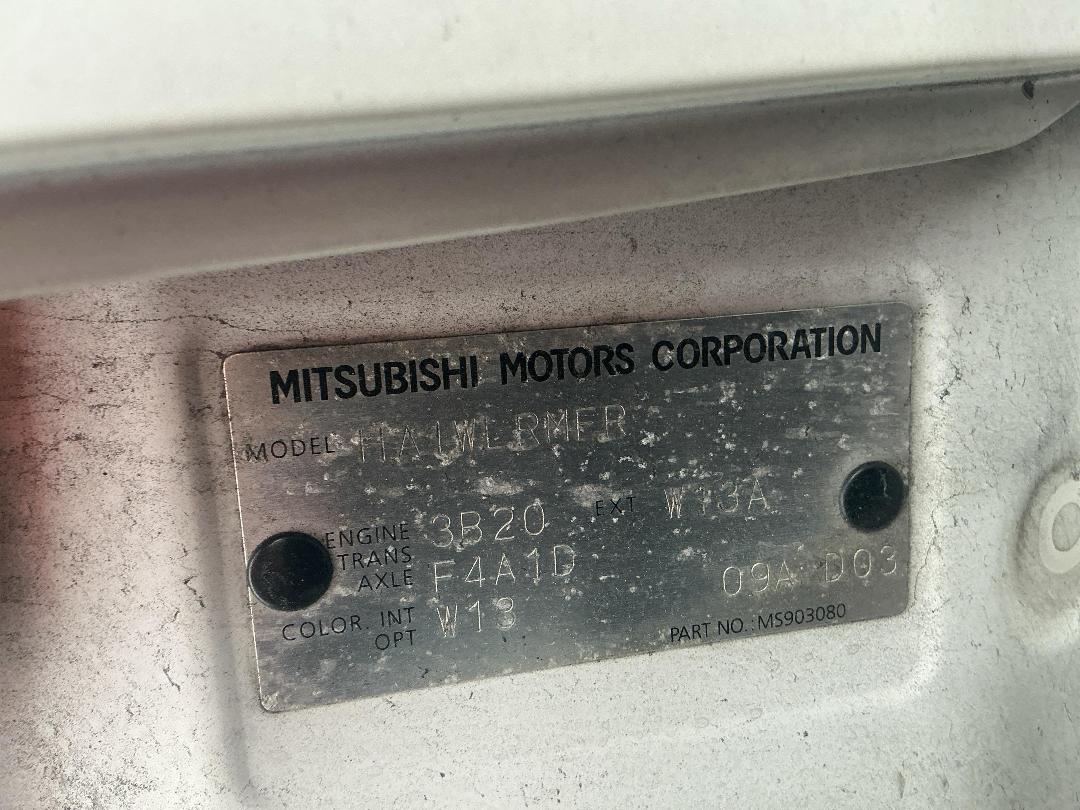 MITSUBISHI MOTORS CORPORATION
MODEL HA1WLRMFR
ENGINE 3B20 EXT W13A
TRANS
AXLE F4A1D
COLOR. INT W13 09A D03
OPT
PART NO.: MS903080